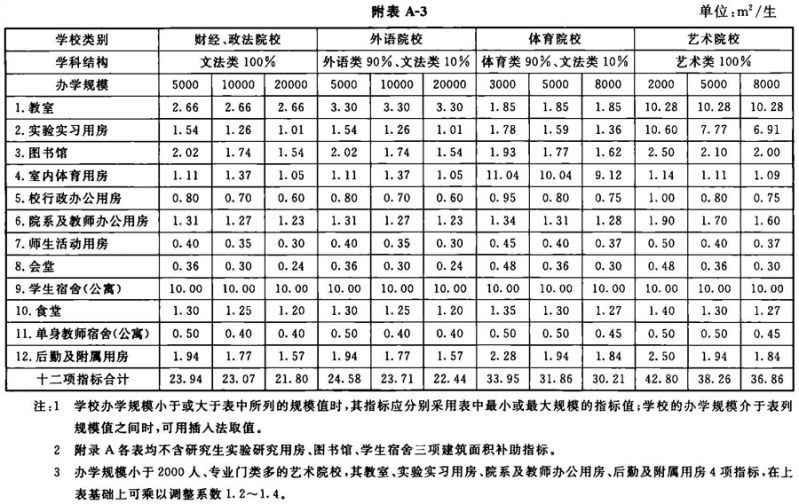 附表 A-3 单位:m²/生
学校类别 财经、政法院校 外语院校 体育院校 艺术院校
学科结构 文法类 100% 外语类 90%、文法类 10% 体育类 90%、文法类 10% 艺术类 100%
办学规模 5000 10000 20000 5000 10000 20000 3000 5000 8000 2000 5000 8000
1. 教室 2.66 2.66 2.66 3.30 3.30 3.30 1.85 1.85 1.85 10.28 10.28 10.28
2. 实验实习用房 1.54 1.26 1.01 1.54 1.26 1.01 1.78 1.59 1.36 10.60 7.77 6.91
3. 图书馆 2.02 1.74 1.54 2.02 1.74 1.54 1.93 1.77 1.62 2.50 2.10 2.00
4. 室内体育用房 1.11 1.37 1.05 1.11 1.37 1.05 11.04 10.04 9.12 1.14 1.11 1.09
5. 校行政办公用房 0.80 0.70 0.60 0.80 0.70 0.60 0.95 0.80 0.75 1.00 0.80 0.75
6. 院系及教师办公用房 1.31 1.27 1.23 1.31 1.27 1.23 1.34 1.31 1.28 1.90 1.70 1.60
7. 师生活动用房 0.40 0.35 0.30 0.40 0.35 0.30 0.45 0.40 0.37 0.50 0.40 0.37
8. 会堂 0.36 0.30 0.24 0.36 0.30 0.24 0.48 0.36 0.30 0.48 0.36 0.30
9. 学生宿舍(公寓) 10.00 10.00 10.00 10.00 10.00 10.00 10.00 10.00 10.00 10.00 10.00 10.00
10. 食堂 1.30 1.25 1.20 1.30 1.25 1.20 1.35 1.30 1.27 1.40 1.30 1.27
11. 单身教师宿舍(公寓) 0.50 0.40 0.40 0.50 0.40 0.40 0.50 0.50 0.45 0.50 0.50 0.45
12. 后勤及附属用房 1.94 1.77 1.57 1.94 1.77 1.57 2.28 1.94 1.84 2.50 1.94 1.84
十二项指标合计 23.94 23.07 21.80 24.58 23.71 22.44 33.95 31.86 30.21 42.80 38.26 36.86
注:1 学校办学规模小于或大于表中所列的规模值时,其指标应分别采用表中最小或最大规模的指标值;学校的办学规模介于表列
规模值之间时,可用插入法取值。
2 附录 A 各表均不含研究生实验研究用房、图书馆、学生宿舍三项建筑面积补助指标。
3 办学规模小于 2000 人、专业门类多的艺术院校,其教室、实验实习用房、院系及教师办公用房、后勤及附属用房 4 项指标,在上
表基础上可乘以调整系数 1.2～1.4。